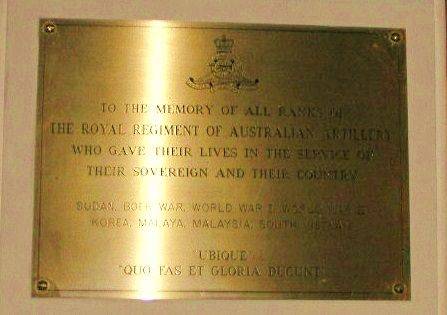 TO THE MEMORY OF ALL RANKS OF
THE ROYAL REGIMENT OF AUSTRALIAN ARTILLERY
WHO GAVE THEIR LIVES IN THE SERVICE OF
THEIR SOVEREIGN AND THEIR COUNTRY
SUDAN, BOER WAR, WORLD WAR I, WORLD WAR II
KOREA, MALAYA, MALAYSIA, SOUTH VIETNAM
UBIQUE
"QUO FAS ET GLORIA DUCUNT"